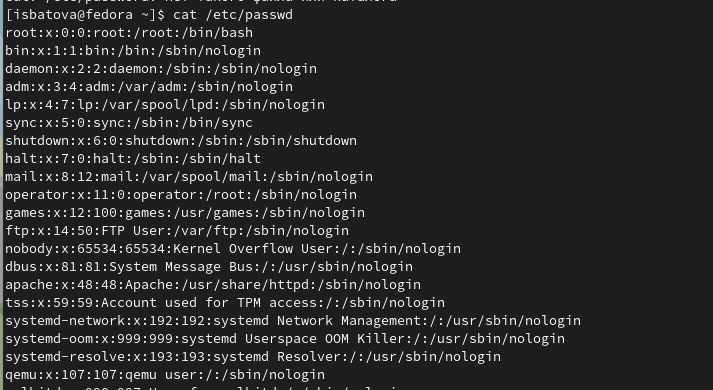 [isbatova@fedora ~]$ cat /etc/passwd
root:x:0:0:root:/root:/bin/bash
bin:x:1:1:bin:/bin:/sbin/nologin
daemon:x:2:2:daemon:/sbin:/sbin/nologin
adm:x:3:4:adm:/var/adm:/sbin/nologin
lp:x:4:7:lp:/var/spool/lpd:/sbin/nologin
sync:x:5:0:sync:/sbin:/bin/sync
shutdown:x:6:0:shutdown:/sbin:/sbin/shutdown
halt:x:7:0:halt:/sbin:/sbin/halt
mail:x:8:12:mail:/var/spool/mail:/sbin/nologin
operator:x:11:0:operator:/root:/sbin/nologin
games:x:12:100:games:/usr/games:/sbin/nologin
ftp:x:14:50:FTP User:/var/ftp:/sbin/nologin
nobody:x:65534:65534:Kernel Overflow User:/:/sbin/nologin
dbus:x:81:81:System Message Bus:/:/usr/sbin/nologin
apache:x:48:48:Apache:/usr/share/httpd:/sbin/nologin
tss:x:59:59:Account used for TPM access:/:/sbin/nologin
systemd-network:x:192:192:systemd Network Management:/:/usr/sbin/nologin
systemd-oom:x:999:999:systemd Userspace OOM Killer:/:/usr/sbin/nologin
systemd-resolve:x:193:193:systemd Resolver:/:/usr/sbin/nologin
qemu:x:107:107:qemu user:/:/sbin/nologin